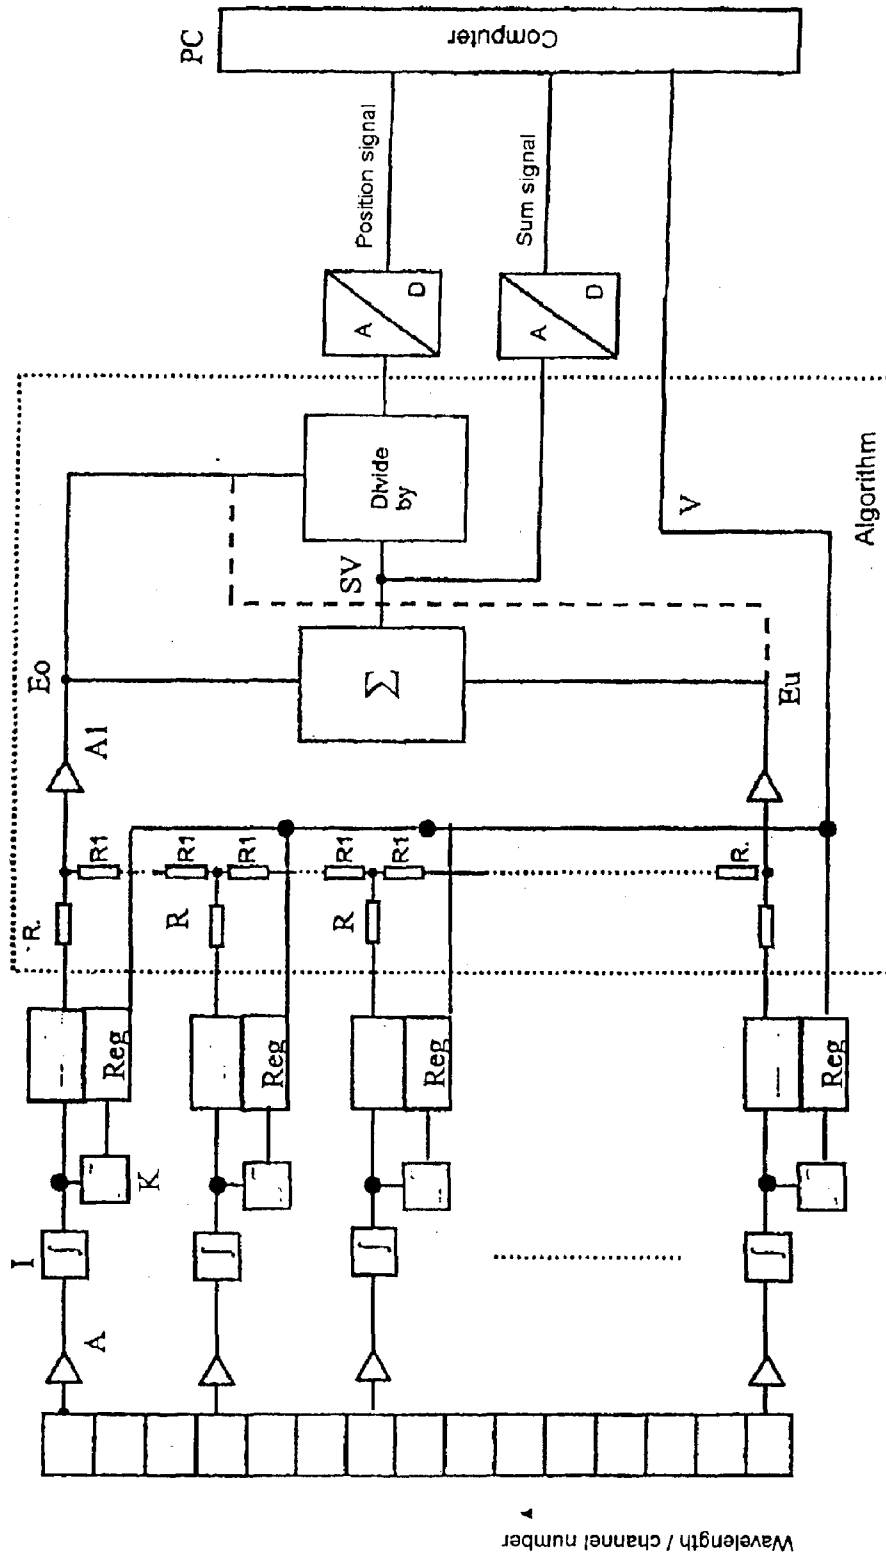 PC
Computer
Position signal
Sum signal
A
D
A
D
Divide by
SV
V
Algorithm
Eo
Σ
Eu
A1
R.
R1
R1
R1
R1
R1
R.
R
R
Reg
Reg
Reg
Reg
K
I
∫
∫
∫
∫
A
Wavelength / channel number